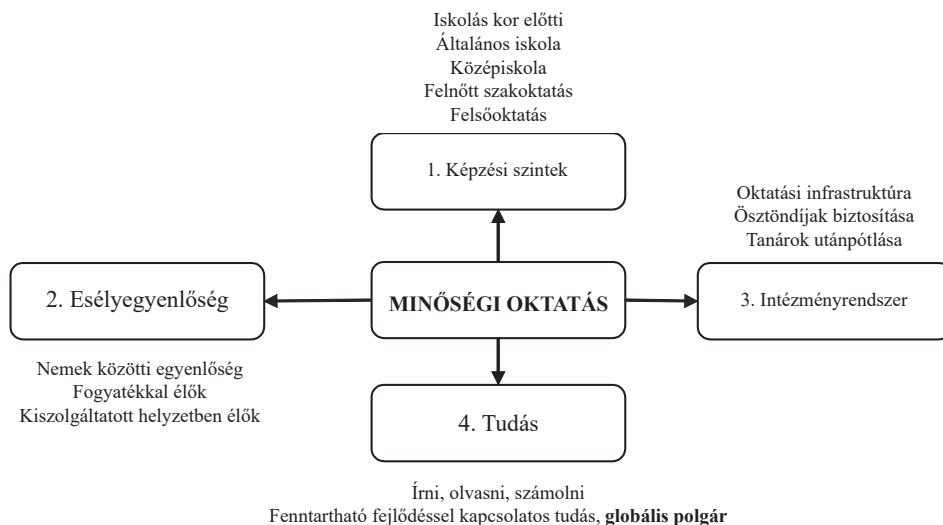 Iskolás kor előtti
Általános iskola
Középiskola
Felnőtt szakoktatás
Felsőoktatás
1. Képzési szintek
Oktatási infrastruktúra
Ösztöndíjak biztosítása
Tanárok utánpótlása
2. Esélyegyenlőség
MINŐSÉGI OKTATÁS
3. Intézményrendszer
Nemek közötti egyenlőség
Fogyatékkal élők
Kiszolgáltatott helyzetben élők
4. Tudás
Írni, olvasni, számolni
Fenntartható fejlődéssel kapcsolatos tudás, globális polgár